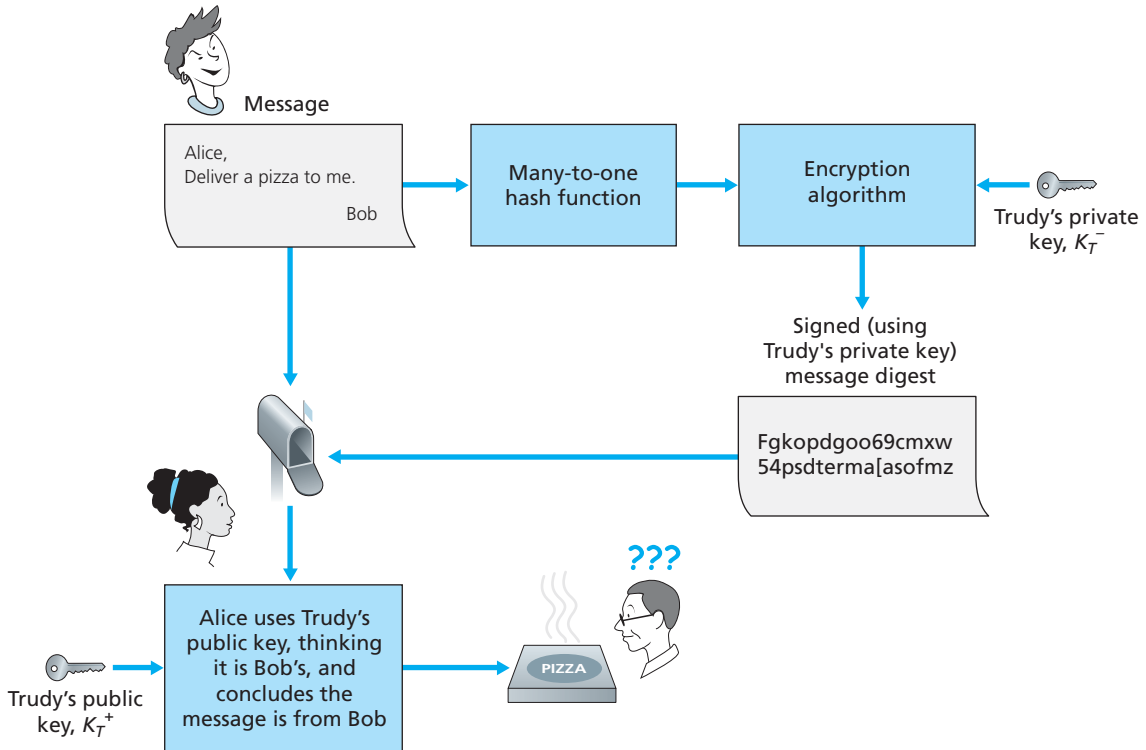 Message
Alice,
Deliver a pizza to me.
Bob
Many-to-one
hash function
Encryption
algorithm
Trudy’s private
key, K_T^−
Signed (using
Trudy's private key)
message digest
Fgkopdgoo69cmxw
54psdterma[asofmz
???
Alice uses Trudy’s
public key, thinking
it is Bob’s, and
concludes the
message is from Bob
PIZZA
Trudy’s public
key, K_T^+